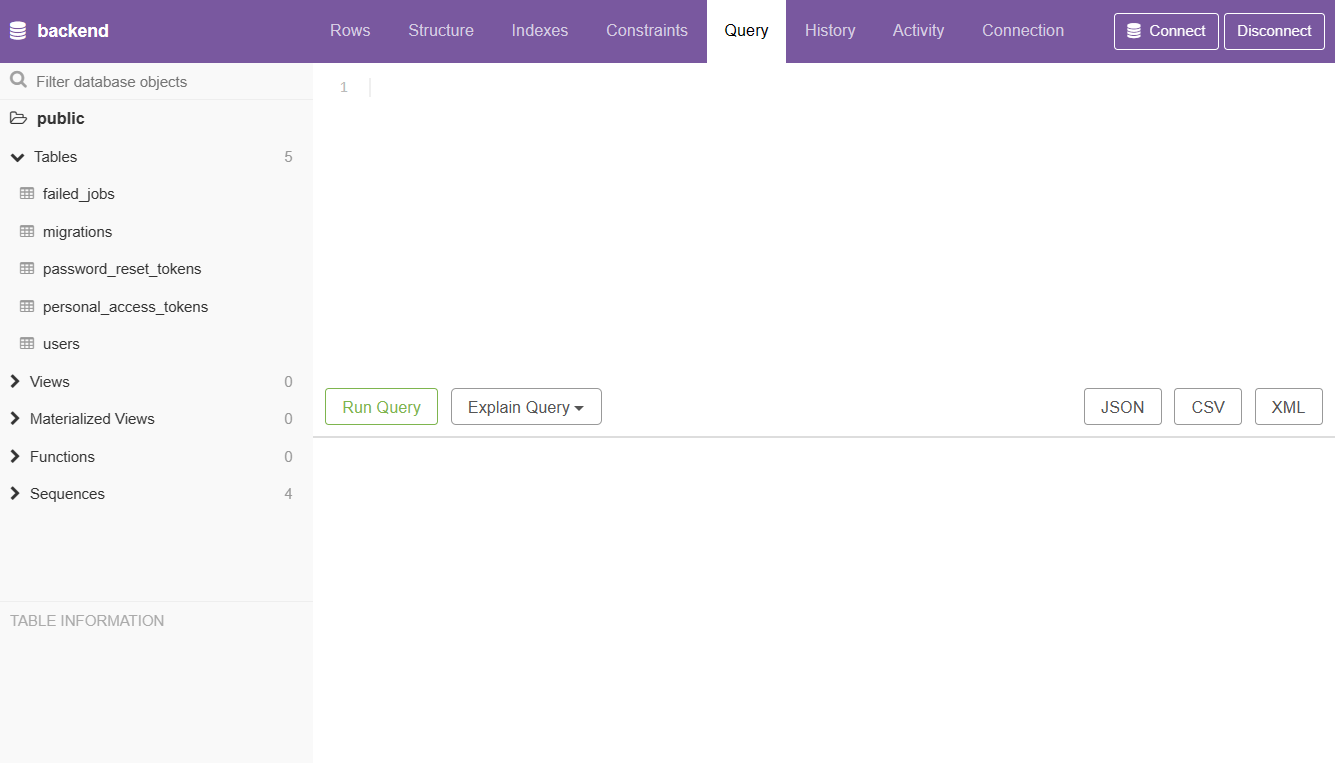 backend
Rows Structure Indexes Constraints Query History Activity Connection Connect Disconnect
Filter database objects
1
public
Tables 5
failed_jobs
migrations
password_reset_tokens
personal_access_tokens
users
Views 0
Materialized Views 0
Functions 0
Sequences 4
Run Query Explain Query JSON CSV XML
TABLE INFORMATION